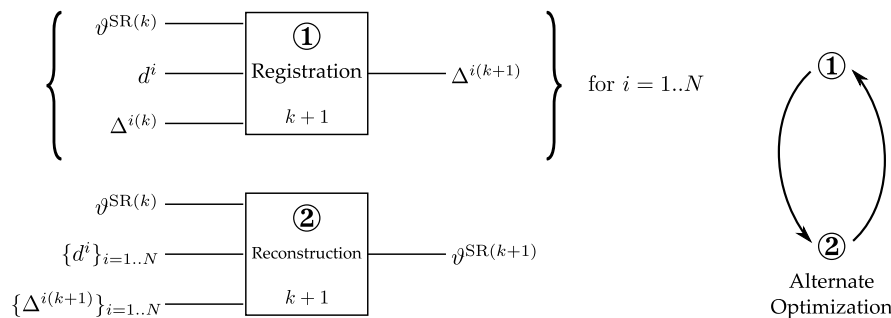 ϑ^SR(k)
①
d^i
Registration
Δ^i(k+1)
for i = 1..N
Δ^i(k)
k + 1
①
ϑ^SR(k)
②
{d^i}_i=1..N
Reconstruction
ϑ^SR(k+1)
{Δ^i(k+1)}_i=1..N
k + 1
②
Alternate
Optimization